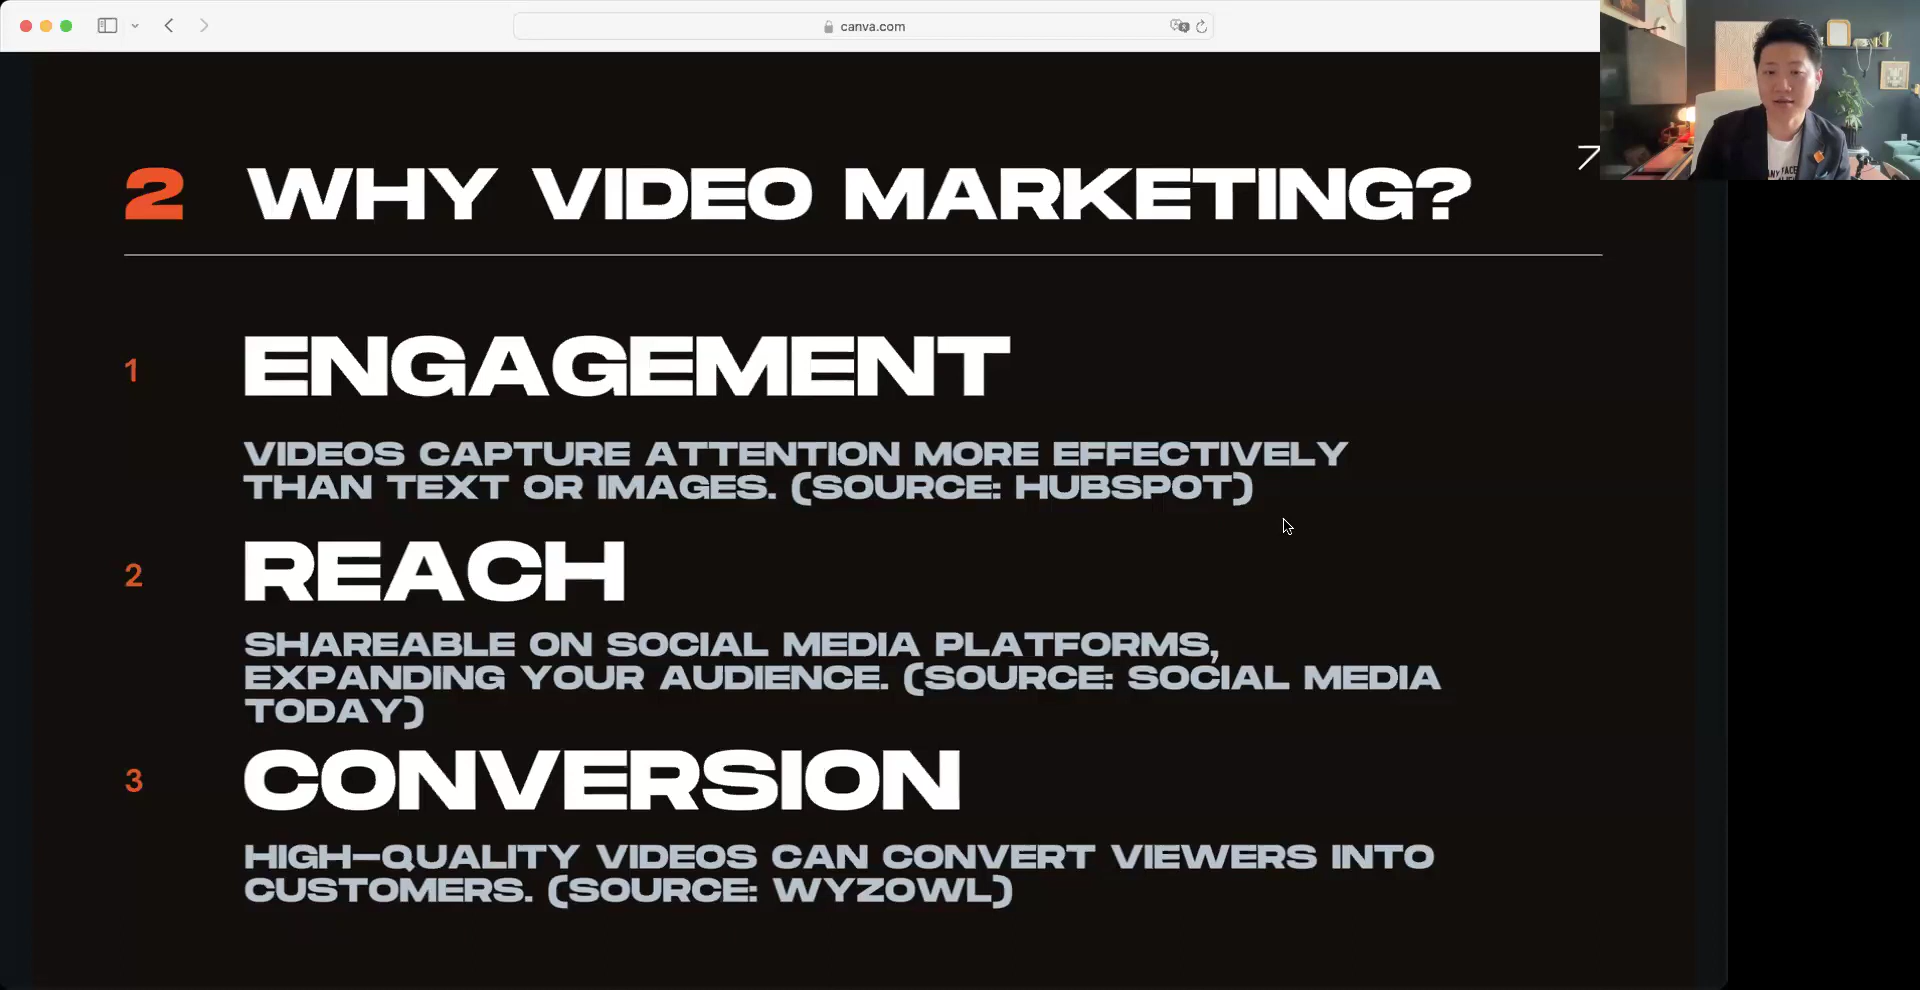 canva.com
2 WHY VIDEO MARKETING?
1 ENGAGEMENT
VIDEOS CAPTURE ATTENTION MORE EFFECTIVELY
THAN TEXT OR IMAGES. (SOURCE: HUBSPOT)
2 REACH
SHAREABLE ON SOCIAL MEDIA PLATFORMS,
EXPANDING YOUR AUDIENCE. (SOURCE: SOCIAL MEDIA
TODAY)
3 CONVERSION
HIGH-QUALITY VIDEOS CAN CONVERT VIEWERS INTO
CUSTOMERS. (SOURCE: WYZOWL)